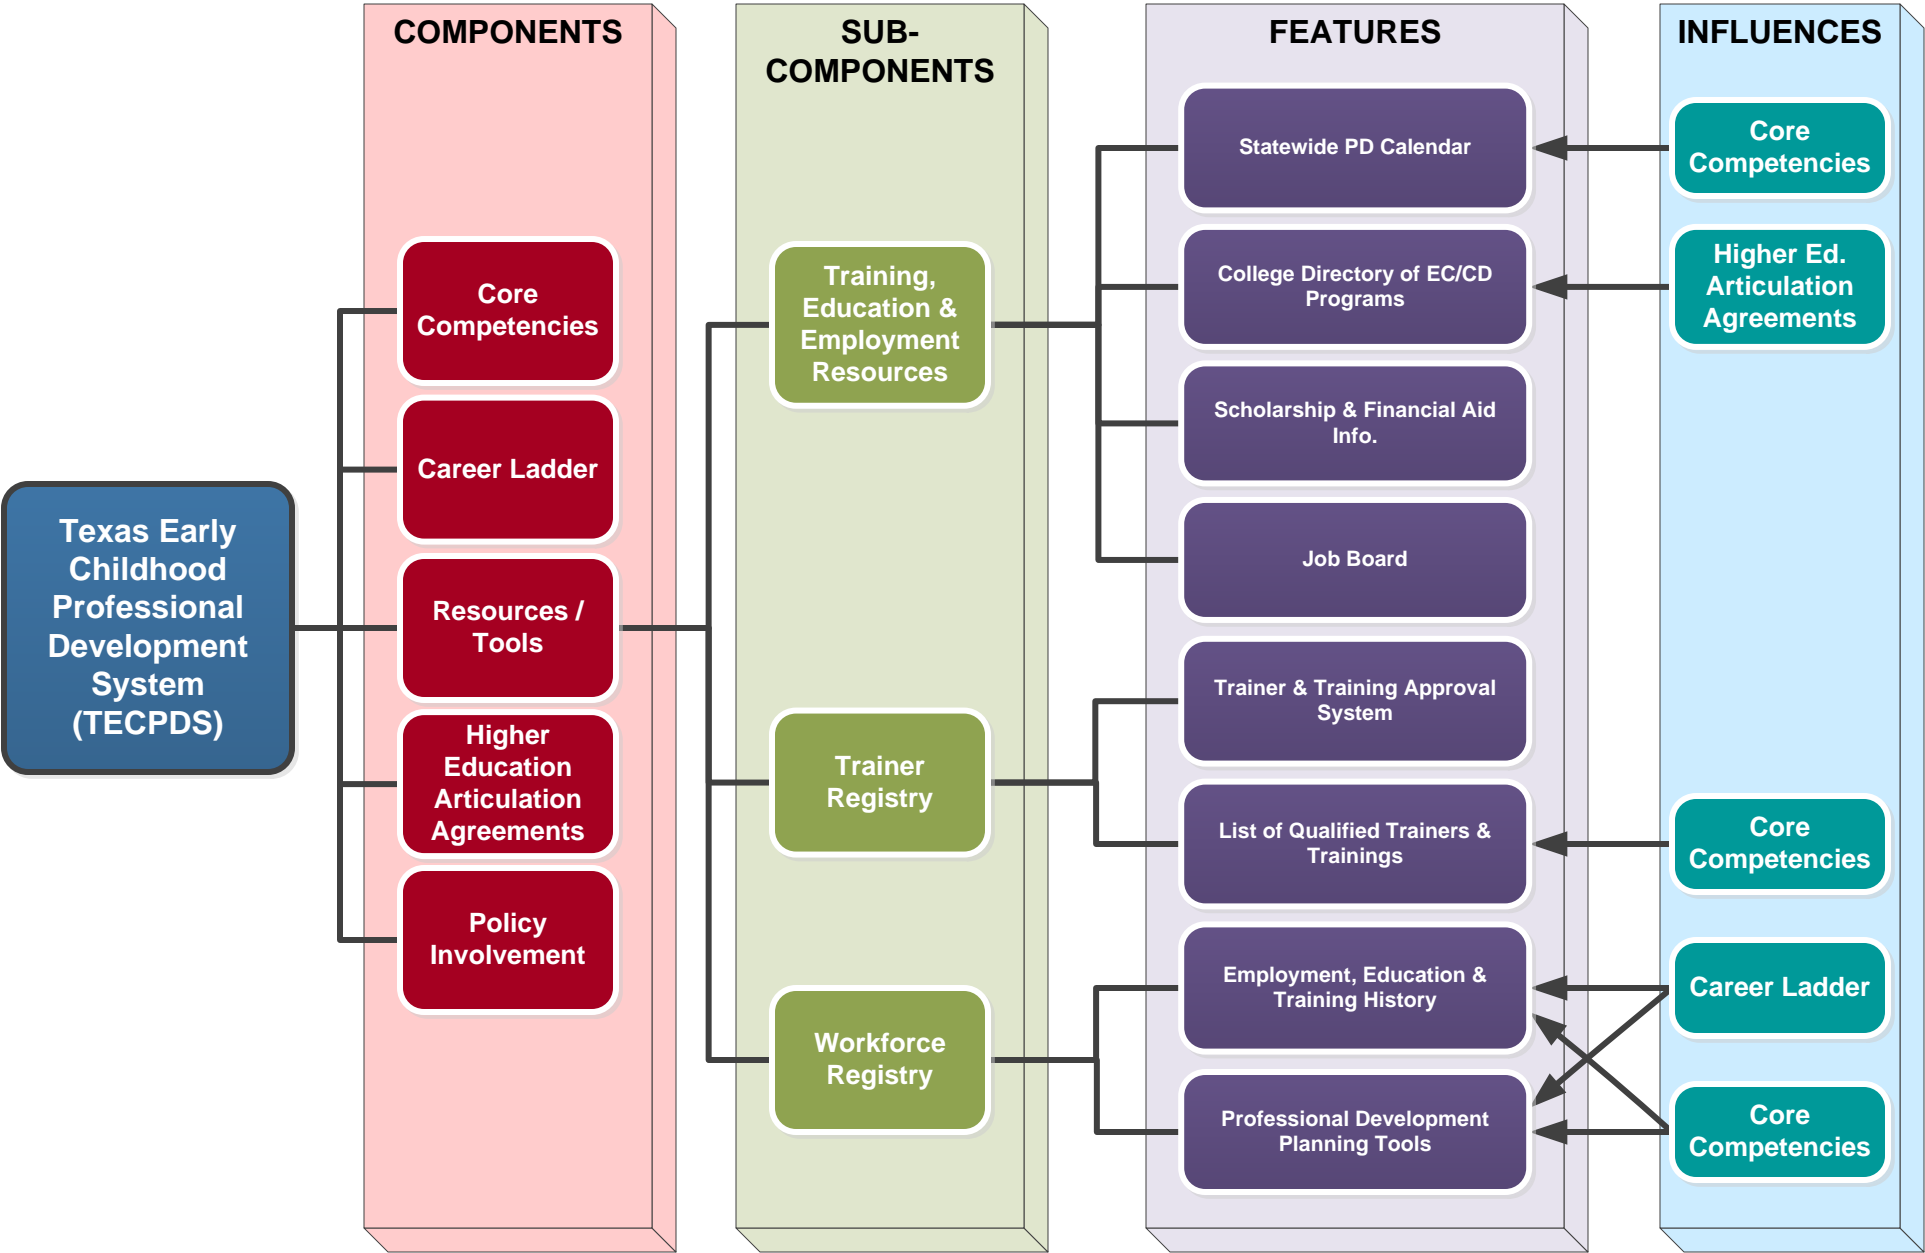 COMPONENTS
SUB-
COMPONENTS
FEATURES
INFLUENCES
Texas Early
Childhood
Professional
Development
System
(TECPDS)
Core
Competencies
Career Ladder
Resources /
Tools
Higher
Education
Articulation
Agreements
Policy
Involvement
Training,
Education &
Employment
Resources
Trainer
Registry
Workforce
Registry
Statewide PD Calendar
College Directory of EC/CD
Programs
Scholarship & Financial Aid
Info.
Job Board
Trainer & Training Approval
System
List of Qualified Trainers &
Trainings
Employment, Education &
Training History
Professional Development
Planning Tools
Core
Competencies
Higher Ed.
Articulation
Agreements
Core
Competencies
Career Ladder
Core
Competencies